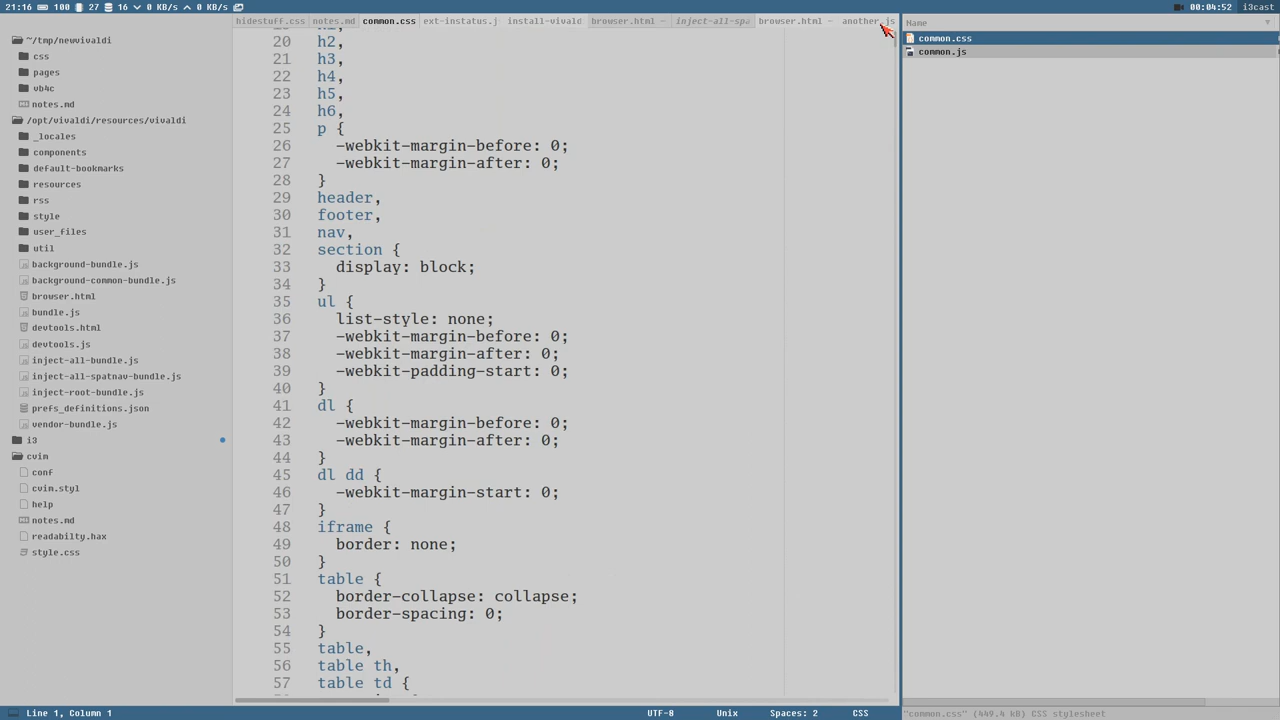 21:16 100 27 16 0 KB/s 0 KB/s 00:04:52 i3cast
hidestuff.css notes.md common.css ext-instatus.j install-vivald browser.html — inject-all-spa browser.html — another.js
~/tmp/newvivaldi
css
pages
vb4c
notes.md
/opt/vivaldi/resources/vivaldi
_locales
components
default-bookmarks
resources
rss
style
user_files
util
background-bundle.js
background-common-bundle.js
browser.html
bundle.js
devtools.html
devtools.js
inject-all-bundle.js
inject-all-spatnav-bundle.js
inject-root-bundle.js
prefs_definitions.json
vendor-bundle.js
i3
cvim
conf
cvim.styl
help
notes.md
readabilty.hax
style.css
20 h2,
21 h3,
22 h4,
23 h5,
24 h6,
25 p {
26 -webkit-margin-before: 0;
27 -webkit-margin-after: 0;
28 }
29 header,
30 footer,
31 nav,
32 section {
33 display: block;
34 }
35 ul {
36 list-style: none;
37 -webkit-margin-before: 0;
38 -webkit-margin-after: 0;
39 -webkit-padding-start: 0;
40 }
41 dl {
42 -webkit-margin-before: 0;
43 -webkit-margin-after: 0;
44 }
45 dl dd {
46 -webkit-margin-start: 0;
47 }
48 iframe {
49 border: none;
50 }
51 table {
52 border-collapse: collapse;
53 border-spacing: 0;
54 }
55 table,
56 table th,
57 table td {
Name
common.css
common.js
Line 1, Column 1 UTF-8 Unix Spaces: 2 CSS
"common.css" (449.4 kB) CSS stylesheet